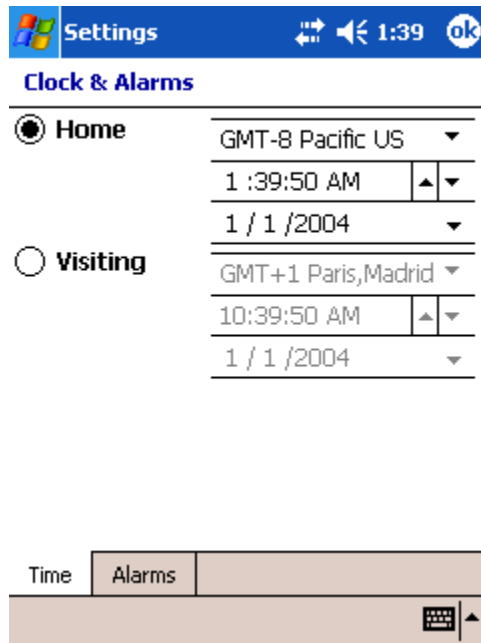 Settings 1:39 ok
Clock & Alarms
Home
GMT-8 Pacific US
1 :39:50 AM
1 / 1 /2004
Visiting
GMT+1 Paris,Madrid
10:39:50 AM
1 / 1 /2004
Time Alarms